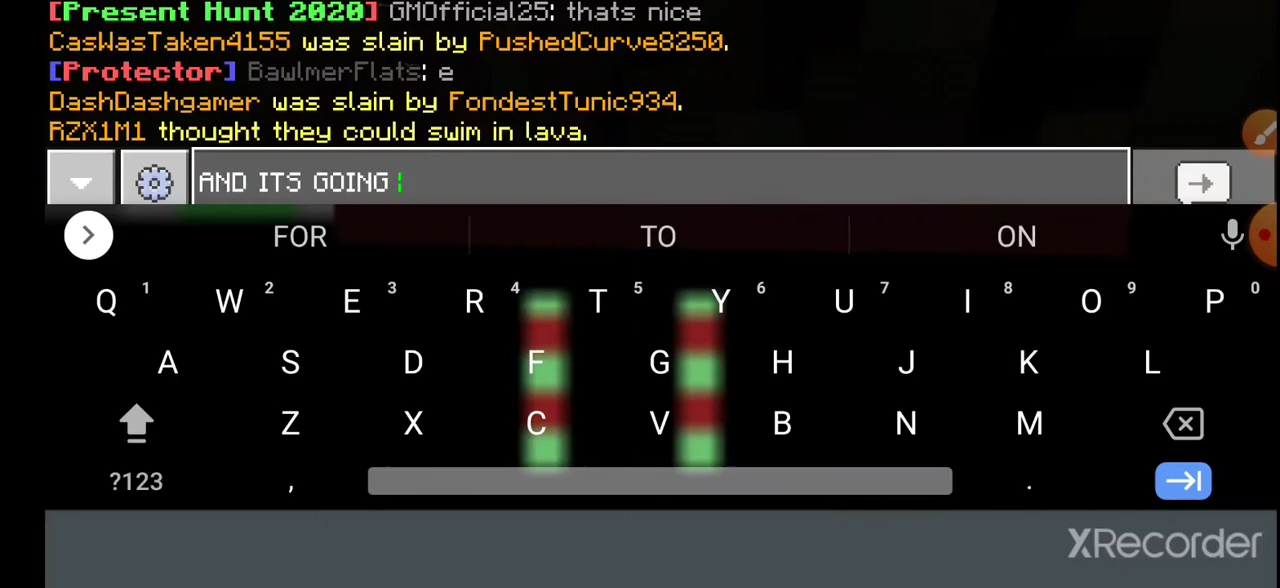 [Present Hunt 2020] GMOfficial25: thats nice
CasWasTaken4155 was slain by PushedCurve8250.
[Protector] BawlmerFlats: e
DashDashgamer was slain by FondestTunic934.
RZX1M1 thought they could swim in lava.
AND ITS GOING
FOR TO ON
Q 1 W 2 E 3 R 4 T 5 Y 6 U 7 I 8 O 9 P 0
A S D F G H J K L
Z X C V B N M
?123 , .
XRecorder